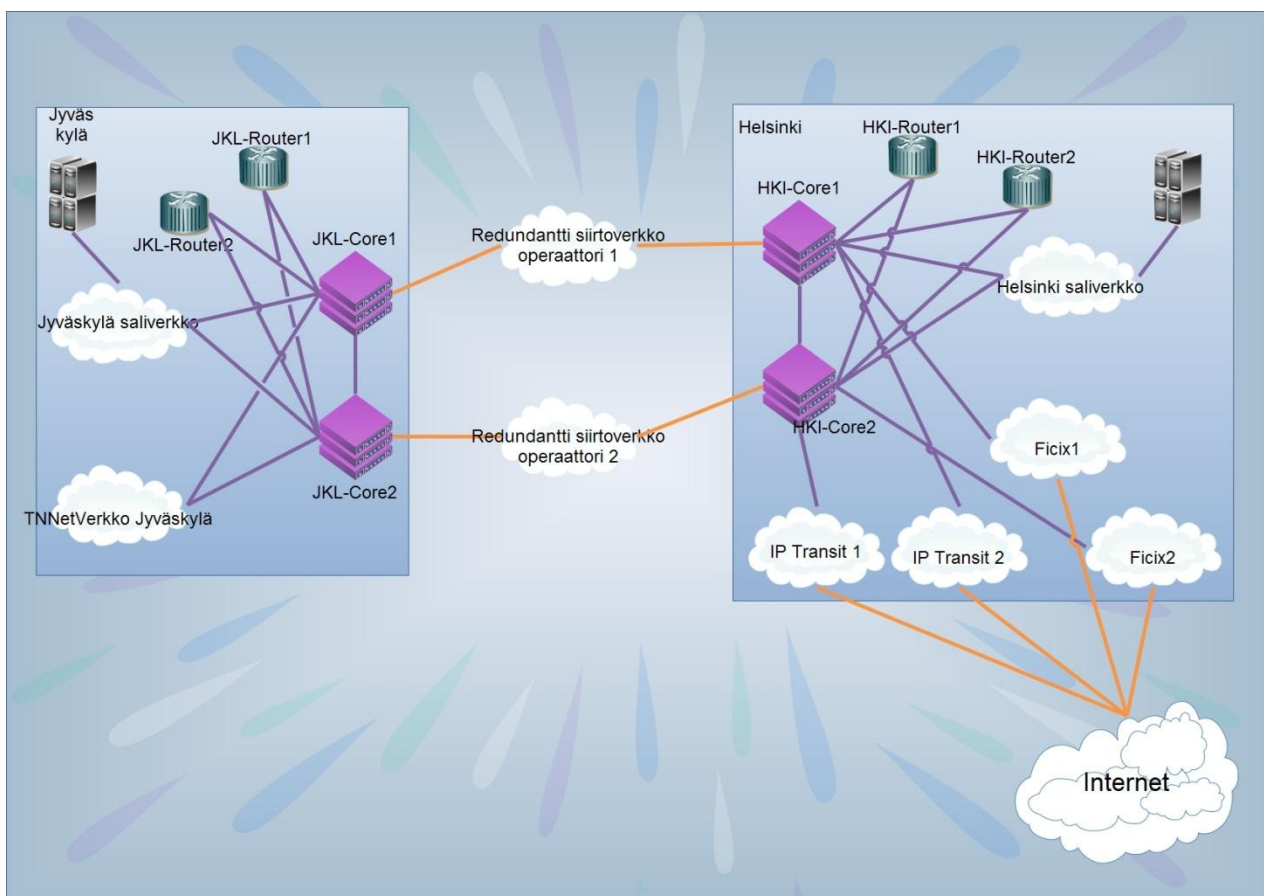 Jyväs
kylä
JKL-Router1
JKL-Router2
JKL-Core1
Jyväskylä saliverkko
JKL-Core2
TNNetVerkko Jyväskylä
Redundantti siirtoverkko
operaattori 1
Redundantti siirtoverkko
operaattori 2
Helsinki
HKI-Router1
HKI-Router2
HKI-Core1
Helsinki saliverkko
HKI-Core2
Ficix1
IP Transit 1
IP Transit 2
Ficix2
Internet